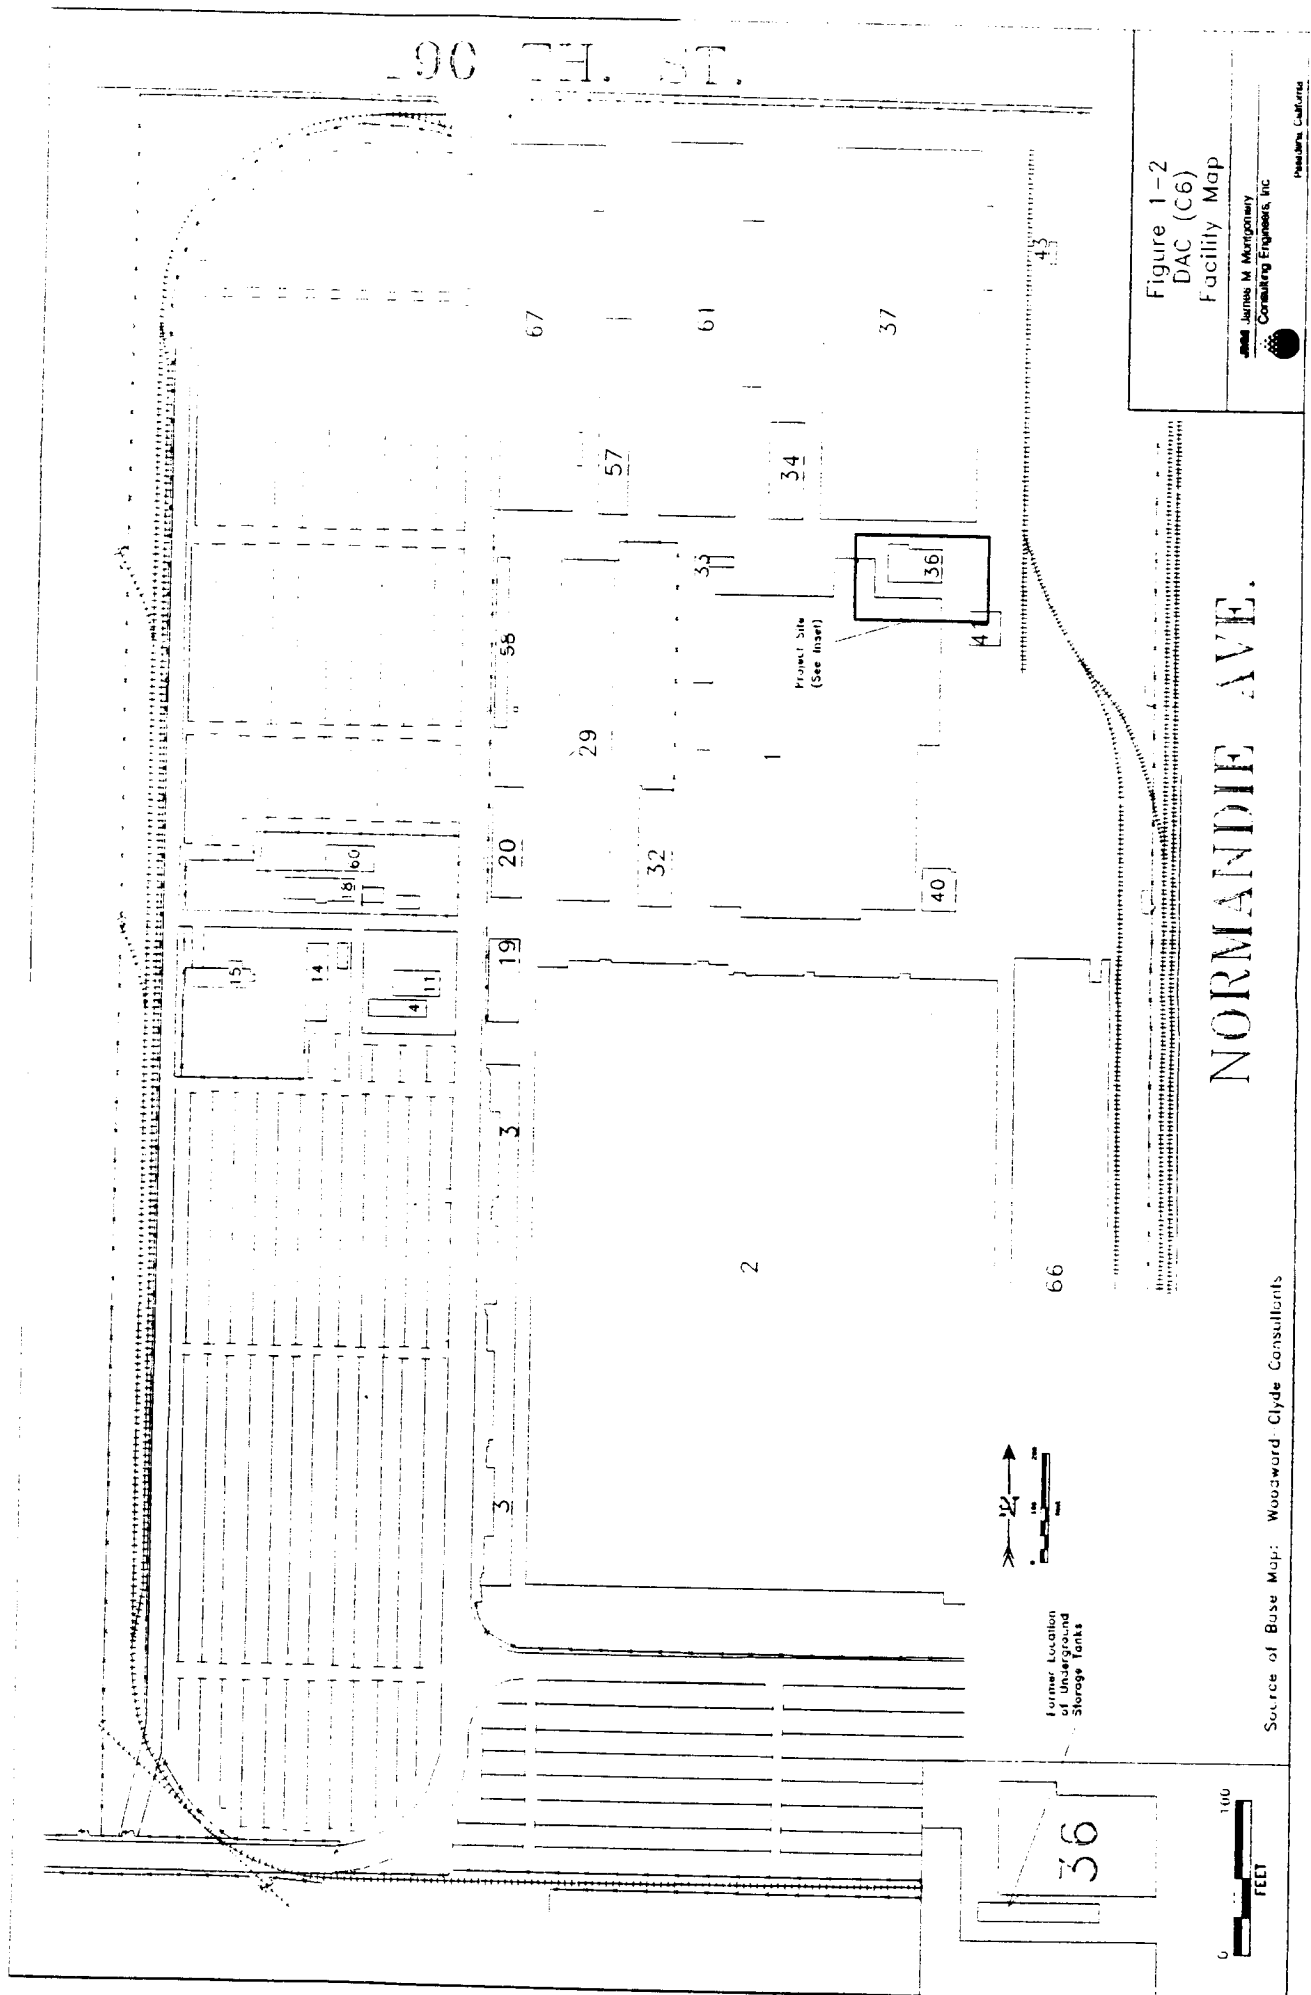 190 TH. ST.
67
61
37
43
57
34
33
36
58
Project Site
(See Inset)
41
29
1
20
32
40
60
18
19
15
14
11
4
3
2
66
3
NORMANDIE AVE.
0 100 200
Former Location
of Underground
Storage Tanks
36
0 100
FEET
Source of Base Map: Woodward-Clyde Consultants
Figure 1-2
DAC (C6)
Facility Map
James M. Montgomery
Consulting Engineers, Inc.
Pasadena, California